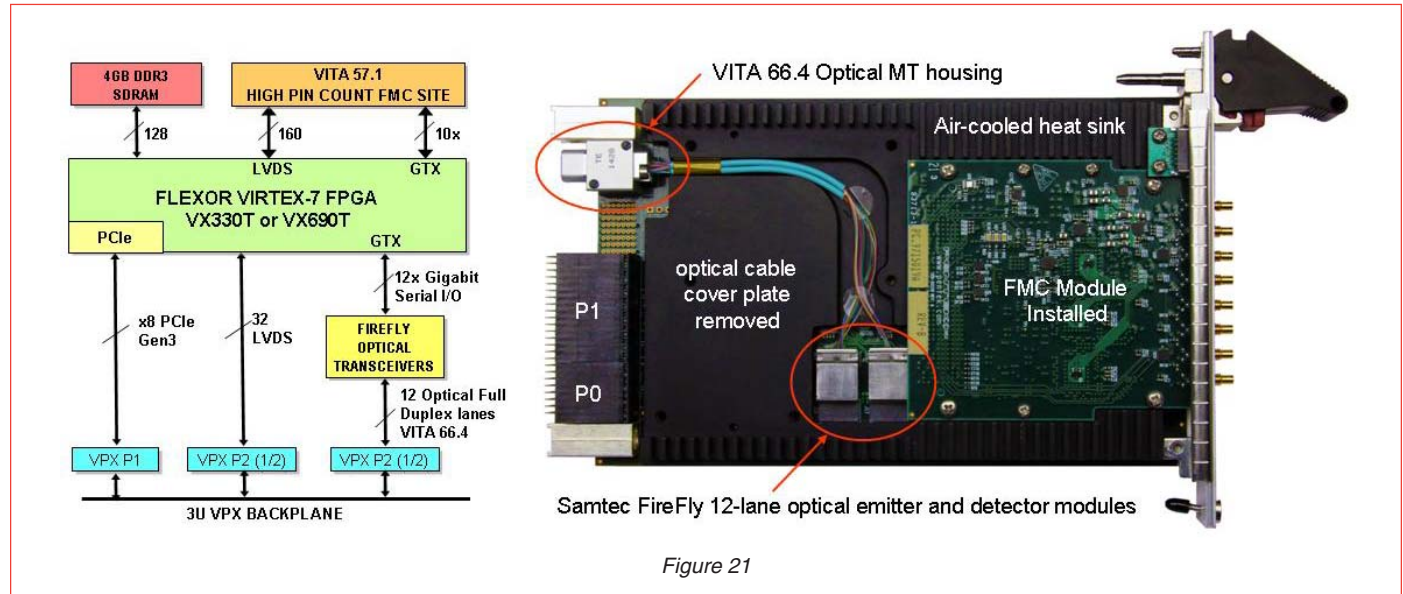 4GB DDR3
SDRAM
VITA 57.1
HIGH PIN COUNT FMC SITE
128
160
10x
LVDS
GTX
FLEXOR VIRTEX-7 FPGA
VX330T or VX690T
PCIe
GTX
12x Gigabit
Serial I/O
x8 PCIe
Gen3
32
LVDS
FIREFLY
OPTICAL
TRANSCEIVERS
12 Optical Full
Duplex lanes
VITA 66.4
VPX P1
VPX P2 (1/2)
VPX P2 (1/2)
3U VPX BACKPLANE
VITA 66.4 Optical MT housing
Air-cooled heat sink
TE
1428
optical cable
cover plate
removed
P1
P0
FMC Module
Installed
Samtec FireFly 12-lane optical emitter and detector modules
Figure 21